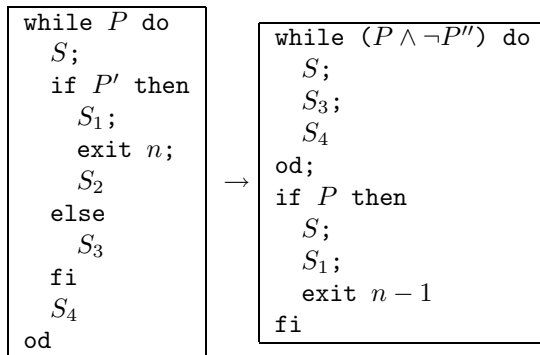 while P do
S;
if P′ then
S₁;
exit n;
S₂
else
S₃
fi
S₄
od
→
while (P ∧ ¬P′′) do
S;
S₃;
S₄
od;
if P then
S;
S₁;
exit n − 1
fi